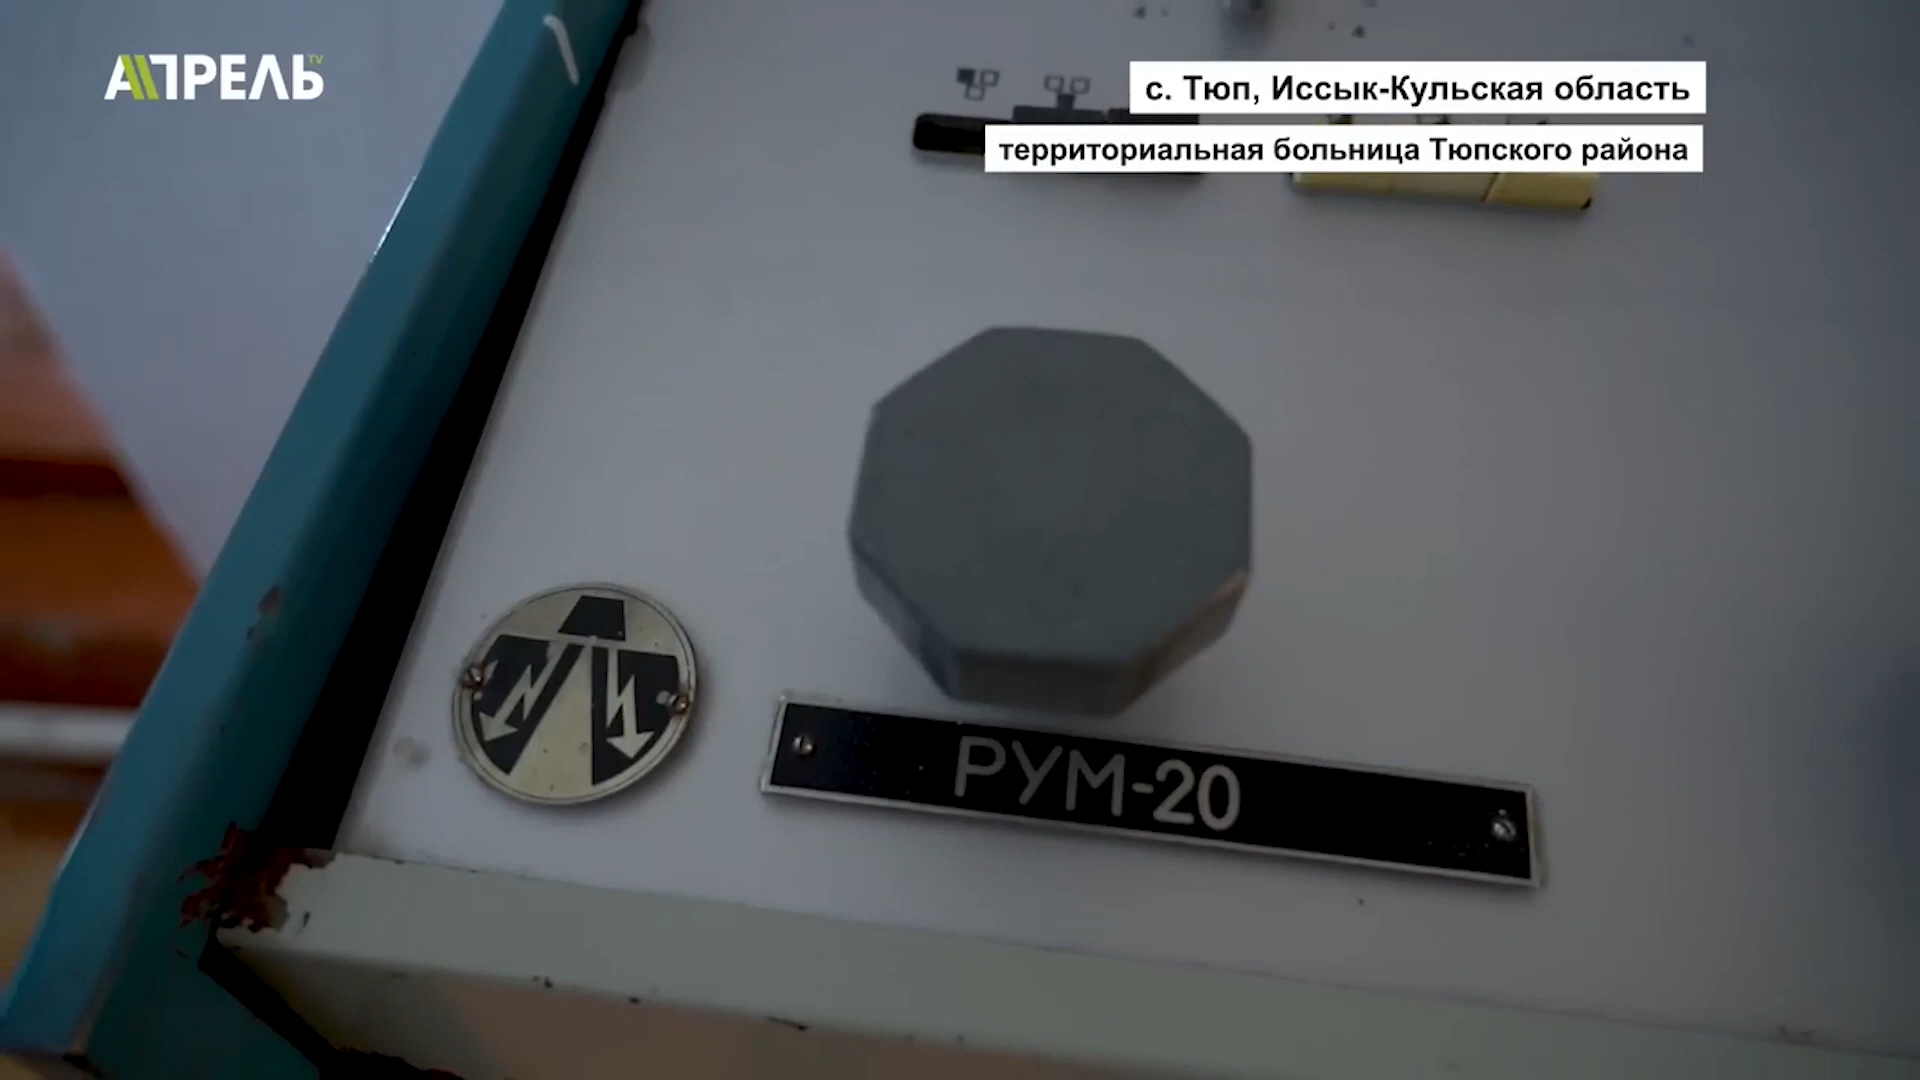 АПРЕЛЬ TV
с. Тюп, Иссык-Кульская область
территориальная больница Тюпского района
РУМ-20